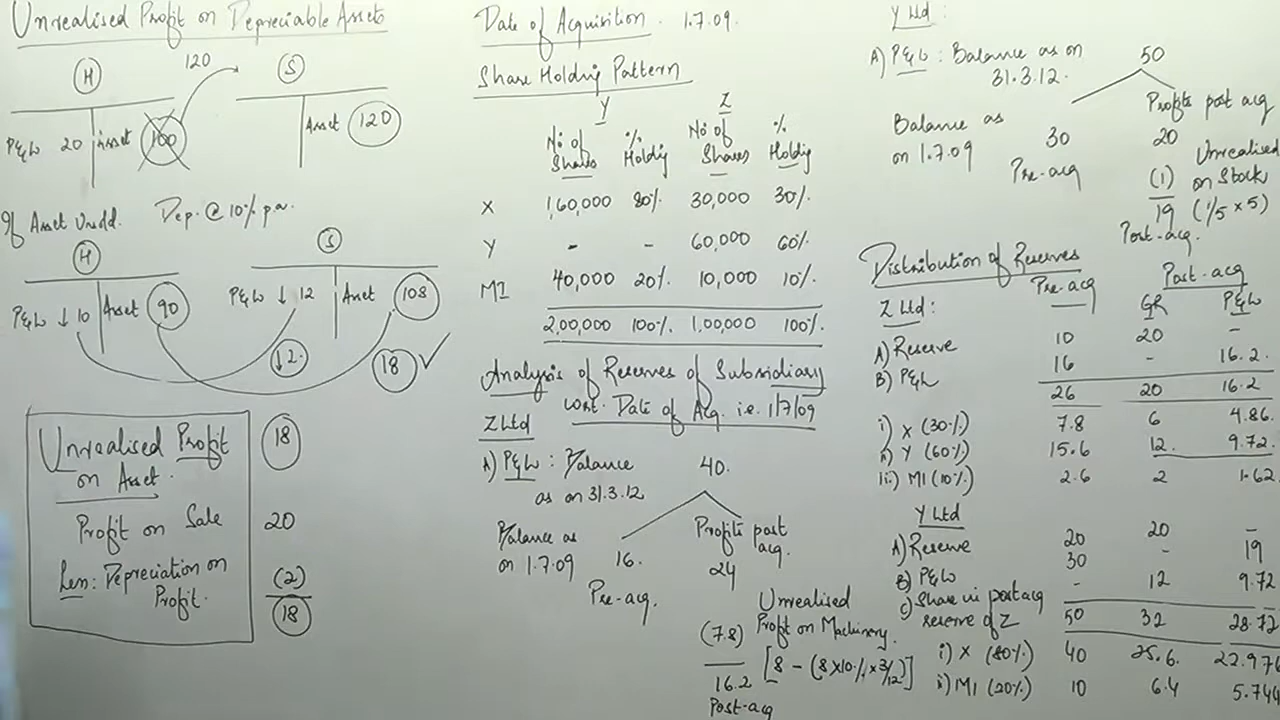 Unrealised Profit on Depreciable Assets
120
H
S
P&L 20 Asset 100
Asset 120
If Asset Unsold. Dep. @ 10% p.a.
H
S
P&L ↓ 10 Asset 90
P&L ↓ 12 Asset 108
↓2
18 ✓
Unrealised Profit on Asset. 18
Profit on Sale 20
Less: Depreciation on Profit. (2)
18
Date of Acquisition. 1.7.09.
Share Holding Pattern
Y Z
No of Shares % Holdig No of Shares % Holdig
X 1,60,000 80% 30,000 30%
Y - - 60,000 60%
MI 40,000 20% 10,000 10%
2,00,000 100% 1,00,000 100%
Analysis of Reserves of Subsidiary
w.r.t. Date of Acq. i.e. 1/7/09
Z Ltd
A) P&L: Balance as on 31.3.12 40.
Balance as on 1.7.09 16.
Pre-acq.
Profits post acq. 24
(7.8) Unrealised Profit on Machinery.
[8 - (8×10%×3/12)]
16.2
Post-acq
Y Ltd:
A) P&L: Balance as on 50
31.3.12.
Balance as on 1.7.09 30
Pre-acq
Profits post acq
20
(1) Unrealised on Stock
19 (1/5 × 5)
Post-acq.
Distribution of Reserves
Pre-acq Post-acq
GR P&L
Z Ltd:
A) Reserve 10 20 -
B) P&L 16 - 16.2.
26 20 16.2
i) X (30%) 7.8 6 4.86.
ii) Y (60%) 15.6 12. 9.72.
iii) MI (10%) 2.6 2 1.62
Y Ltd
A) Reserve 20 20 -
B) P&L 30 - 19
c) Share in post acq reserve of Z - 12 9.72
50 32 28.72
i) X (80%) 40 25.6. 22.976
ii) MI (20%) 10 6.4 5.744